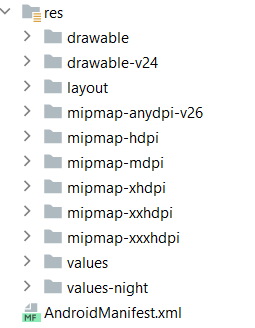 res
drawable
drawable-v24
layout
mipmap-anydpi-v26
mipmap-hdpi
mipmap-mdpi
mipmap-xhdpi
mipmap-xxhdpi
mipmap-xxxhdpi
values
values-night
MF AndroidManifest.xml